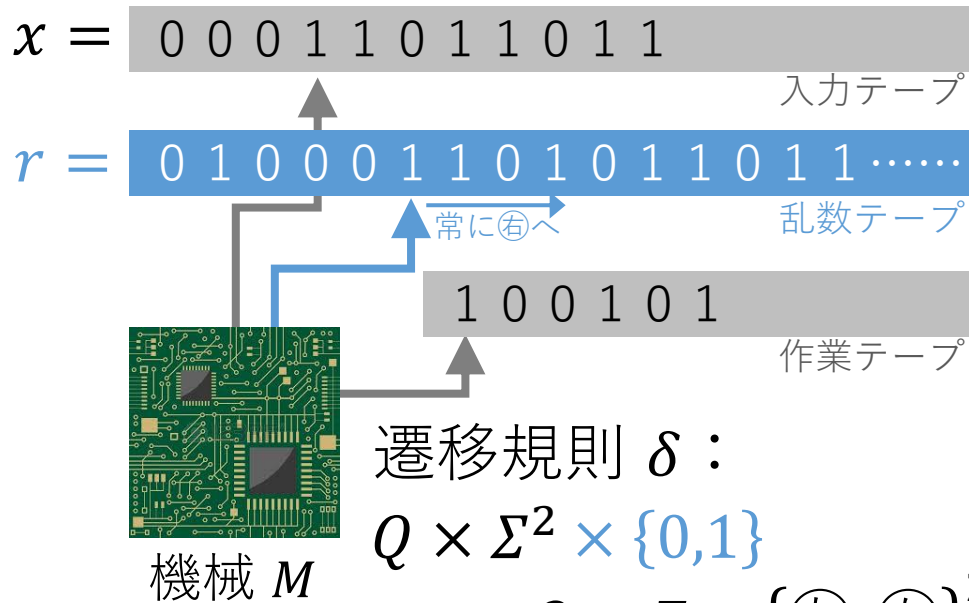 x = 0 0 0 1 1 0 1 1 0 1 1
入力テープ
r = 0 1 0 0 0 1 1 0 1 0 1 1 0 1 1 ⋯⋯
常に㊨へ
乱数テープ
1 0 0 1 0 1
作業テープ
遷移規則 δ：
Q × Σ² × {0,1}
機械 M